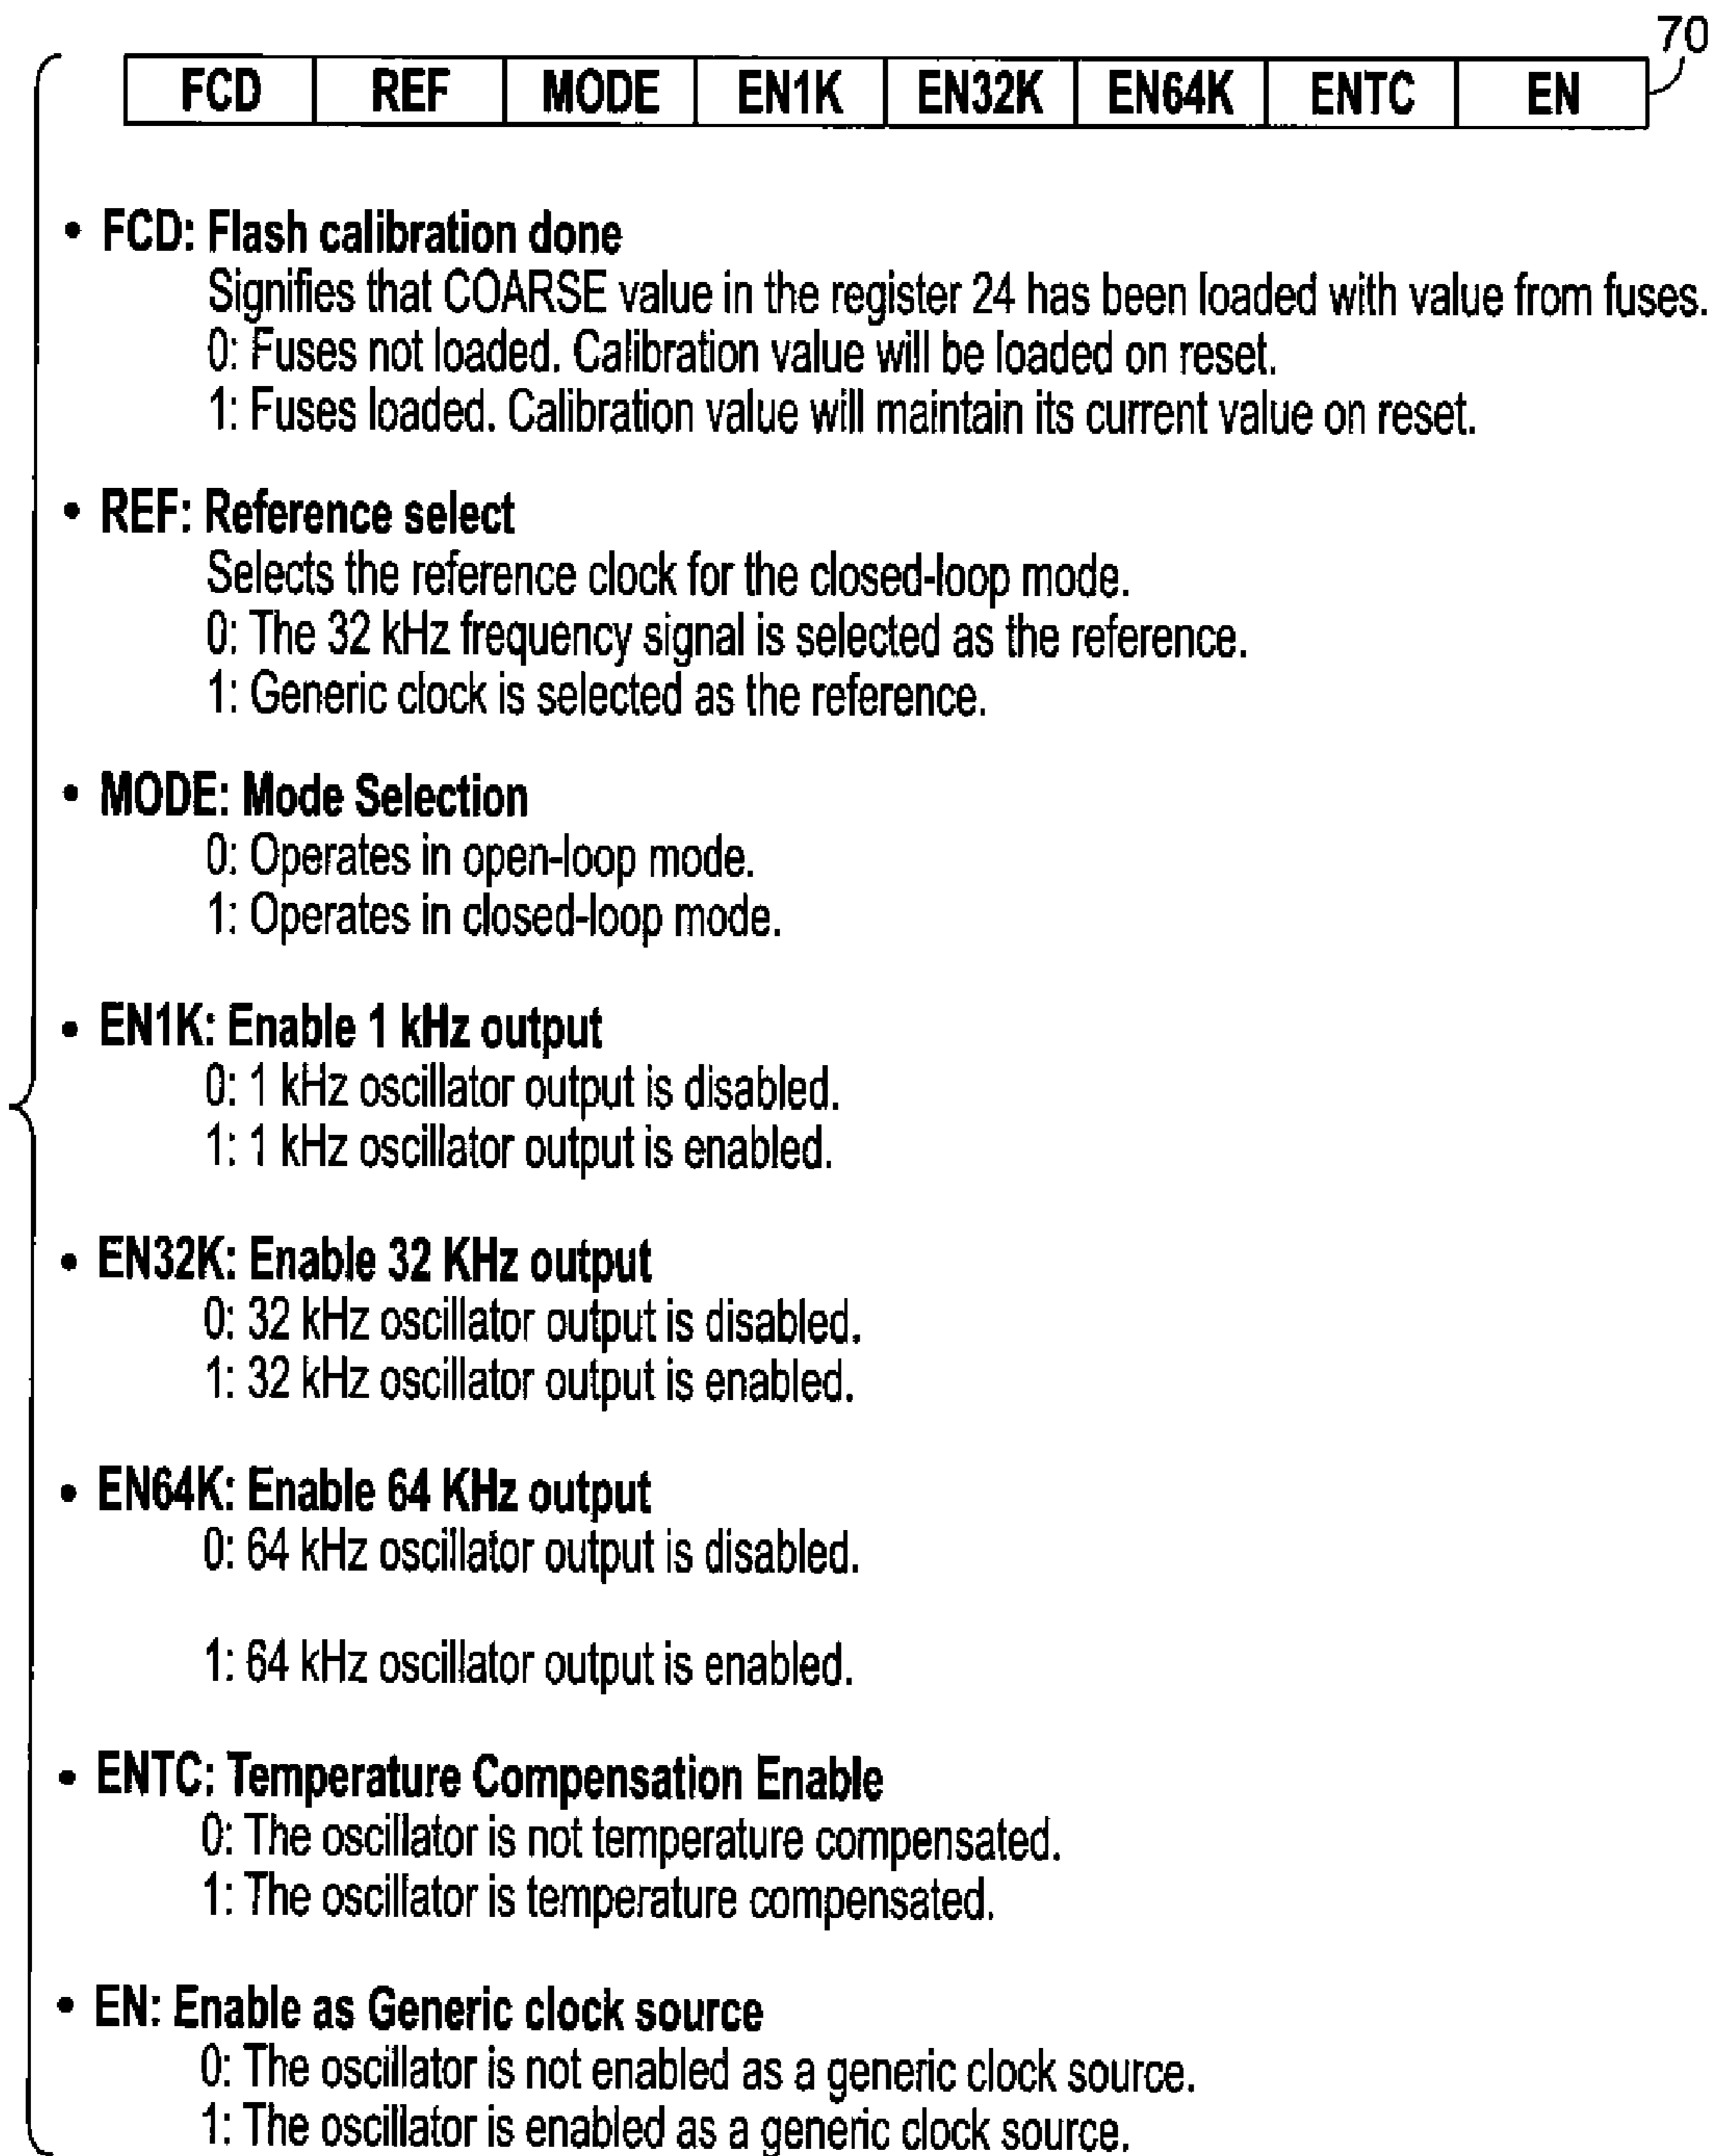 70
FCD REF MODE EN1K EN32K EN64K ENTC EN
• FCD: Flash calibration done
Signifies that COARSE value in the register 24 has been loaded with value from fuses.
0: Fuses not loaded. Calibration value will be loaded on reset.
1: Fuses loaded. Calibration value will maintain its current value on reset.
• REF: Reference select
Selects the reference clock for the closed-loop mode.
0: The 32 kHz frequency signal is selected as the reference.
1: Generic clock is selected as the reference.
• MODE: Mode Selection
0: Operates in open-loop mode.
1: Operates in closed-loop mode.
• EN1K: Enable 1 kHz output
0: 1 kHz oscillator output is disabled.
1: 1 kHz oscillator output is enabled.
• EN32K: Enable 32 KHz output
0: 32 kHz oscillator output is disabled.
1: 32 kHz oscillator output is enabled.
• EN64K: Enable 64 KHz output
0: 64 kHz oscillator output is disabled.
1: 64 kHz oscillator output is enabled.
• ENTC: Temperature Compensation Enable
0: The oscillator is not temperature compensated.
1: The oscillator is temperature compensated.
• EN: Enable as Generic clock source
0: The oscillator is not enabled as a generic clock source.
1: The oscillator is enabled as a generic clock source.